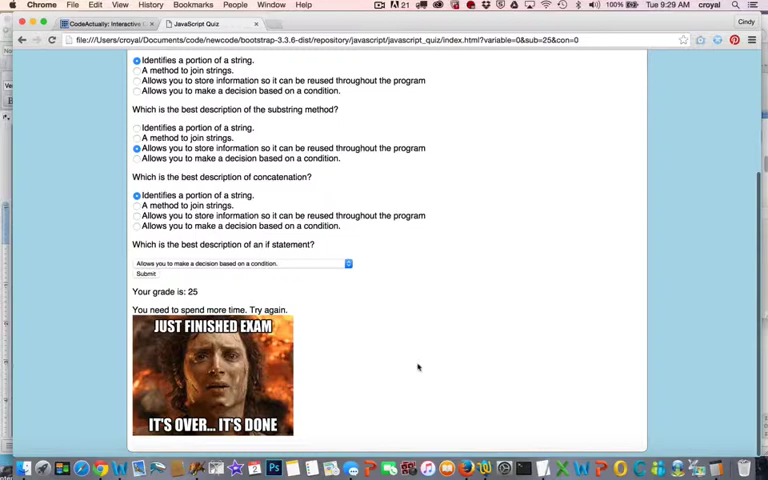 Chrome File Edit View History Bookmarks People Window Help
21
100%
Tue 9:29 AM croyal
CodeActually: Interactive
JavaScript Quiz
Cindy
file:///Users/croyal/Documents/code/newcode/bootstrap-3.3.6-dist/repository/javascript/javascript_quiz/index.html?variable=0&sub=25&con=0
Identifies a portion of a string.
A method to join strings.
Allows you to store information so it can be reused throughout the program
Allows you to make a decision based on a condition.
Which is the best description of the substring method?
Identifies a portion of a string.
A method to join strings.
Allows you to store information so it can be reused throughout the program
Allows you to make a decision based on a condition.
Which is the best description of concatenation?
Identifies a portion of a string.
A method to join strings.
Allows you to store information so it can be reused throughout the program
Allows you to make a decision based on a condition.
Which is the best description of an if statement?
Allows you to make a decision based on a condition.
Submit
Your grade is: 25
You need to spend more time. Try again.
JUST FINISHED EXAM
IT'S OVER... IT'S DONE